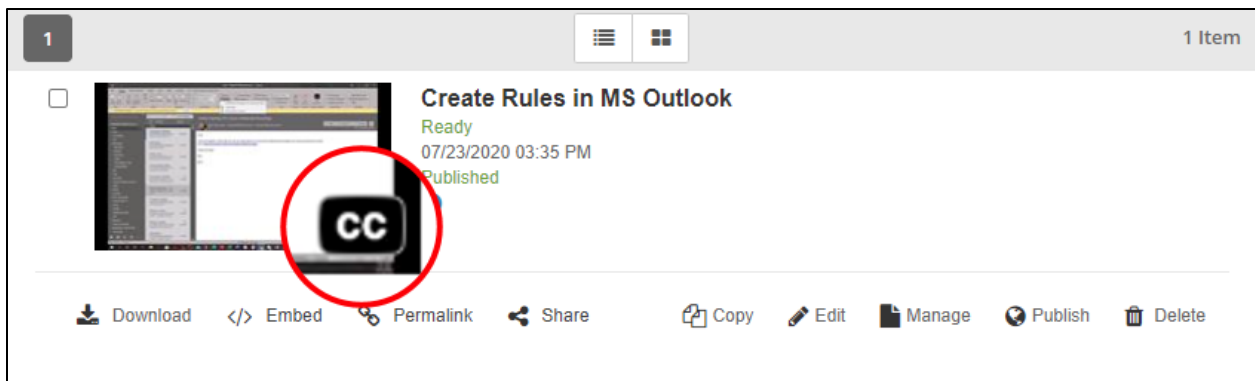 1
1 Item
Create Rules in MS Outlook
Ready
07/23/2020 03:35 PM
Published
CC
Download </> Embed Permalink Share Copy Edit Manage Publish Delete